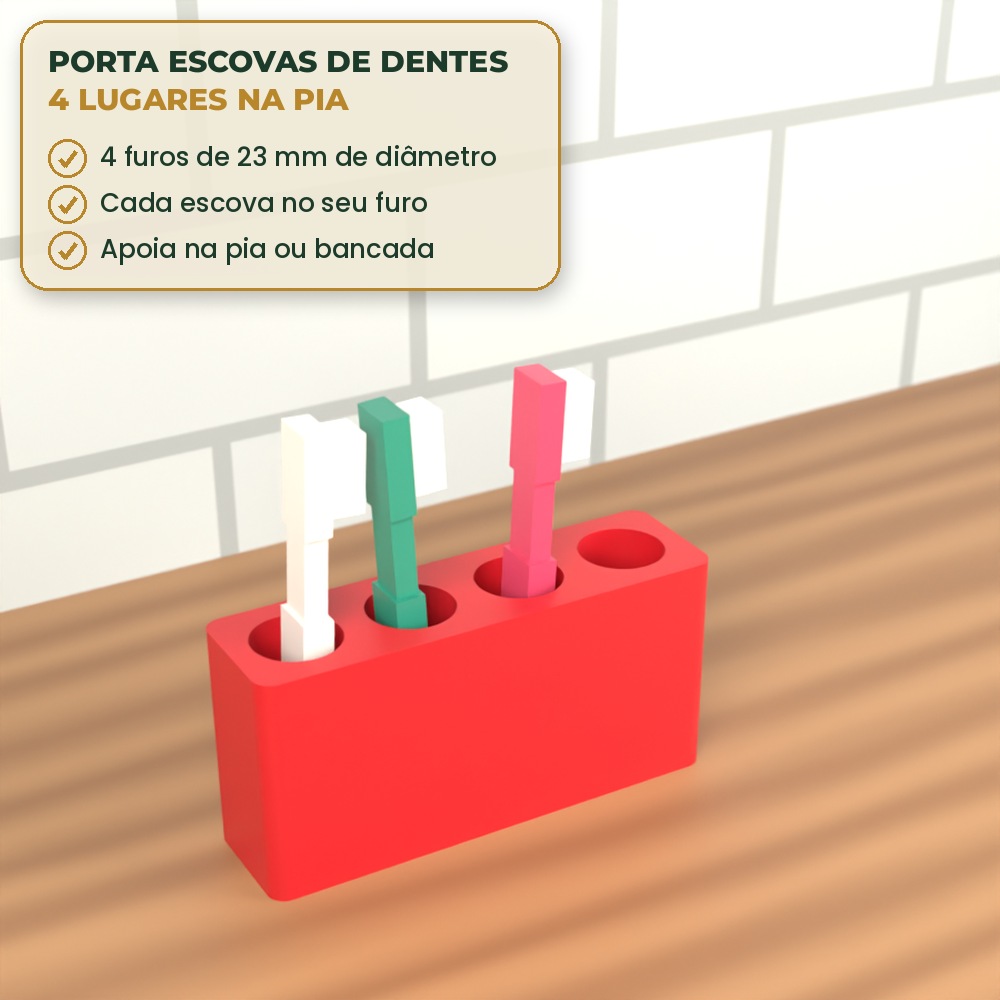 PORTA ESCOVAS DE DENTES
4 LUGARES NA PIA
4 furos de 23 mm de diâmetro
Cada escova no seu furo
Apoia na pia ou bancada